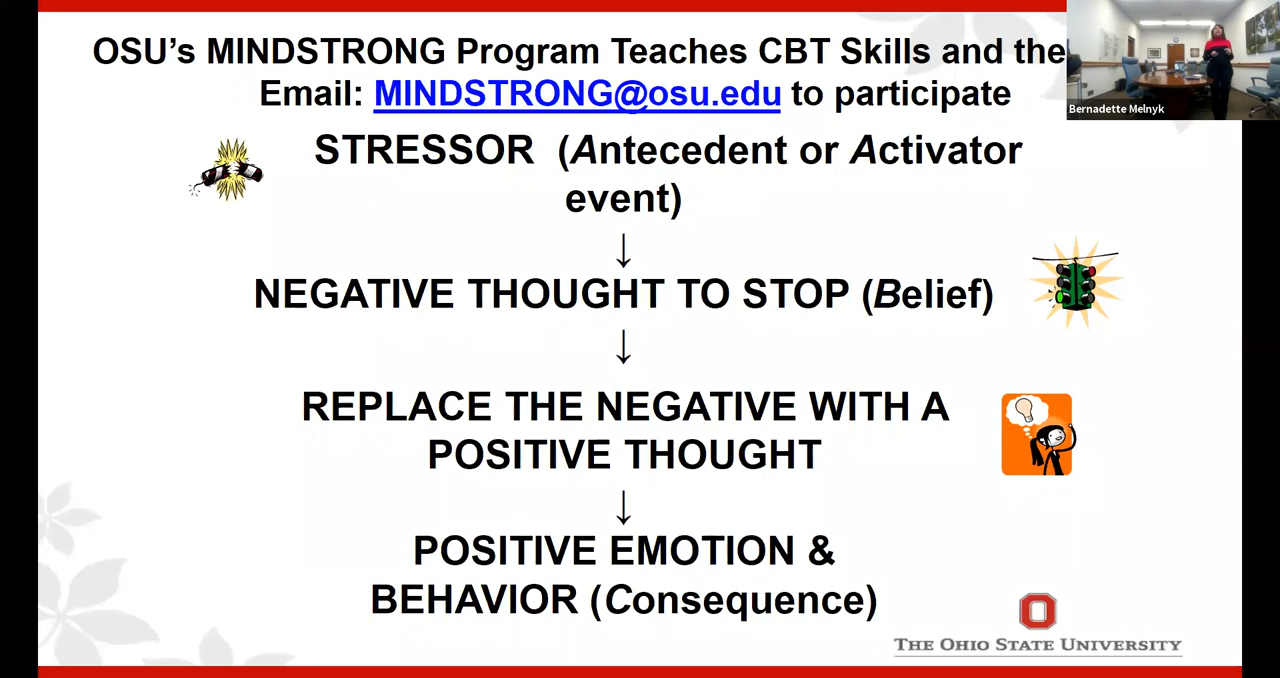 OSU's MINDSTRONG Program Teaches CBT Skills and the
Email: MINDSTRONG@osu.edu to participate
Bernadette Melnyk
STRESSOR (Antecedent or Activator
event)
↓
NEGATIVE THOUGHT TO STOP (Belief)
↓
REPLACE THE NEGATIVE WITH A
POSITIVE THOUGHT
↓
POSITIVE EMOTION &
BEHAVIOR (Consequence)
O
THE OHIO STATE UNIVERSITY